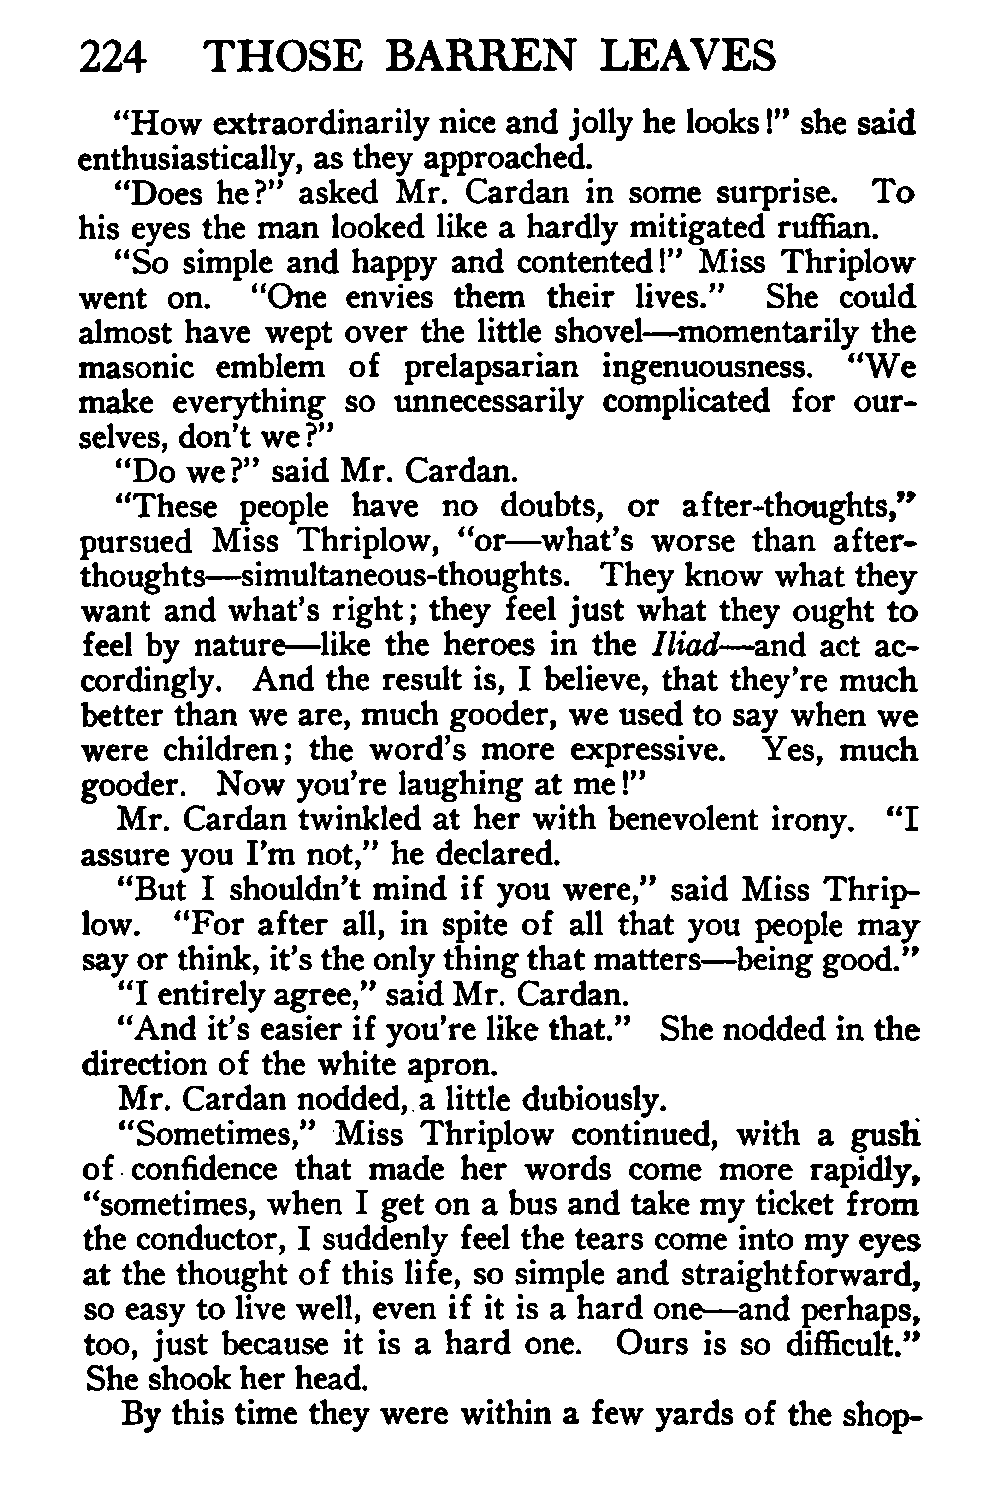 224 THOSE BARREN LEAVES
"How extraordinarily nice and jolly he looks!" she said
enthusiastically, as they approached.
"Does he?" asked Mr. Cardan in some surprise. To
his eyes the man looked like a hardly mitigated ruffian.
"So simple and happy and contented!" Miss Thriplow
went on. "One envies them their lives." She could
almost have wept over the little shovel—momentarily the
masonic emblem of prelapsarian ingenuousness. "We
make everything so unnecessarily complicated for our-
selves, don't we?"
"Do we?" said Mr. Cardan.
"These people have no doubts, or after-thoughts,"
pursued Miss Thriplow, "or—what's worse than after-
thoughts—simultaneous-thoughts. They know what they
want and what's right; they feel just what they ought to
feel by nature—like the heroes in the Iliad—and act ac-
cordingly. And the result is, I believe, that they're much
better than we are, much gooder, we used to say when we
were children; the word's more expressive. Yes, much
gooder. Now you're laughing at me!"
Mr. Cardan twinkled at her with benevolent irony. "I
assure you I'm not," he declared.
"But I shouldn't mind if you were," said Miss Thrip-
low. "For after all, in spite of all that you people may
say or think, it's the only thing that matters—being good."
"I entirely agree," said Mr. Cardan.
"And it's easier if you're like that." She nodded in the
direction of the white apron.
Mr. Cardan nodded, a little dubiously.
"Sometimes," Miss Thriplow continued, with a gush
of confidence that made her words come more rapidly,
"sometimes, when I get on a bus and take my ticket from
the conductor, I suddenly feel the tears come into my eyes
at the thought of this life, so simple and straightforward,
so easy to live well, even if it is a hard one—and perhaps,
too, just because it is a hard one. Ours is so difficult."
She shook her head.
By this time they were within a few yards of the shop-